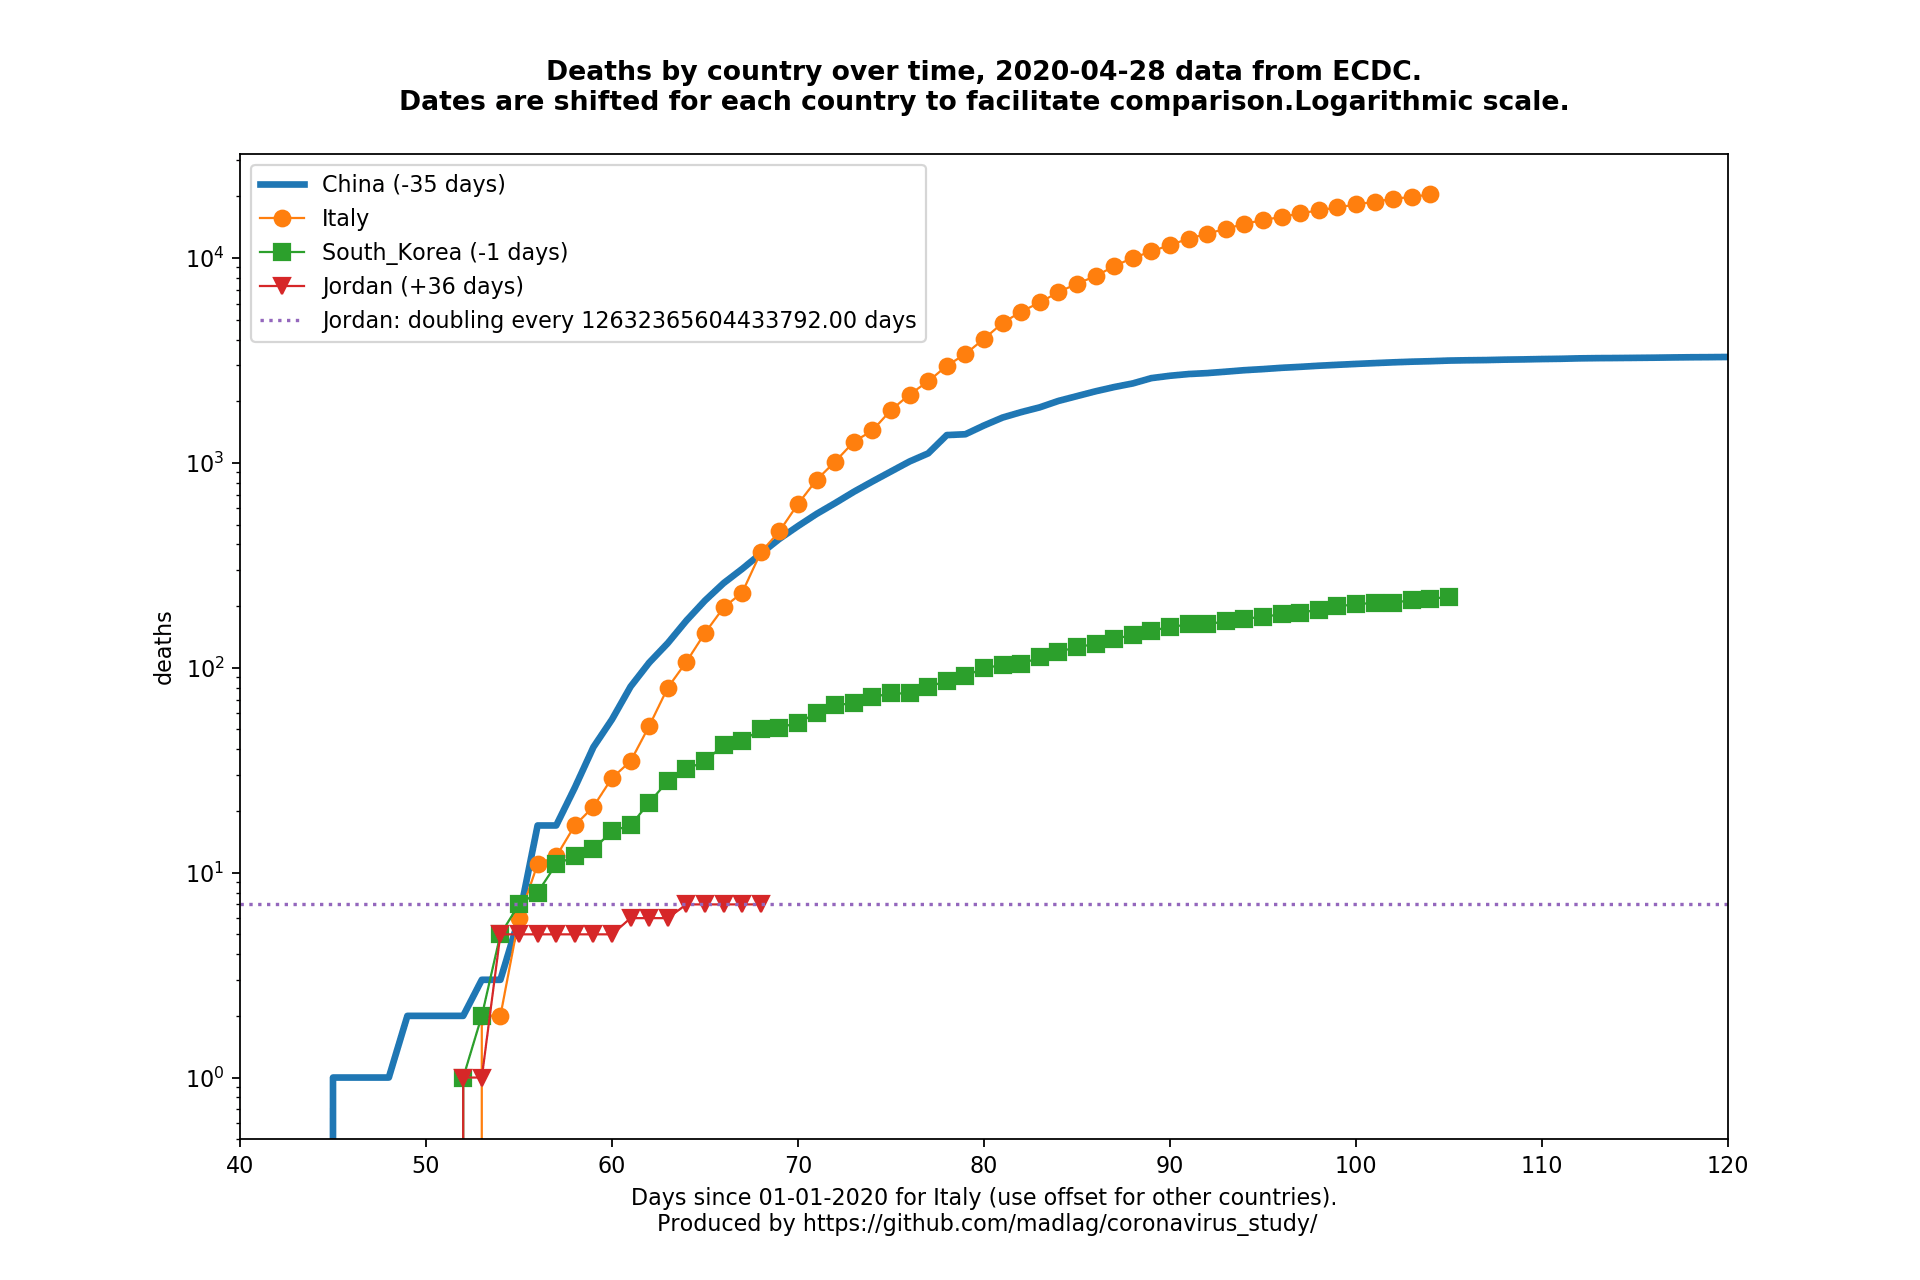 Deaths by country over time, 2020-04-28 data from ECDC.
Dates are shifted for each country to facilitate comparison.Logarithmic scale.
China (-35 days)
Italy
South_Korea (-1 days)
Jordan (+36 days)
Jordan: doubling every 12632365604433792.00 days
deaths
10⁴
10³
10²
10¹
10⁰
40 50 60 70 80 90 100 110 120
Days since 01-01-2020 for Italy (use offset for other countries).
Produced by https://github.com/madlag/coronavirus_study/